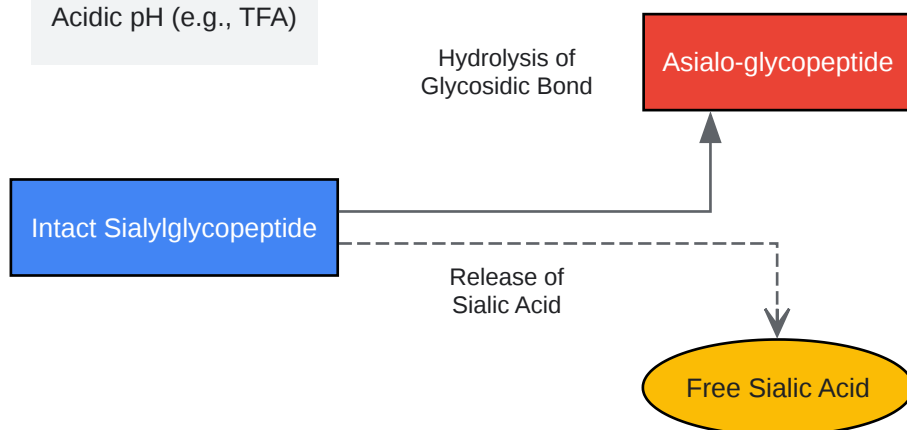 Acidic pH (e.g., TFA)
Hydrolysis of
Glycosidic Bond
Asialo-glycopeptide
Intact Sialylglycopeptide
Release of
Sialic Acid
Free Sialic Acid